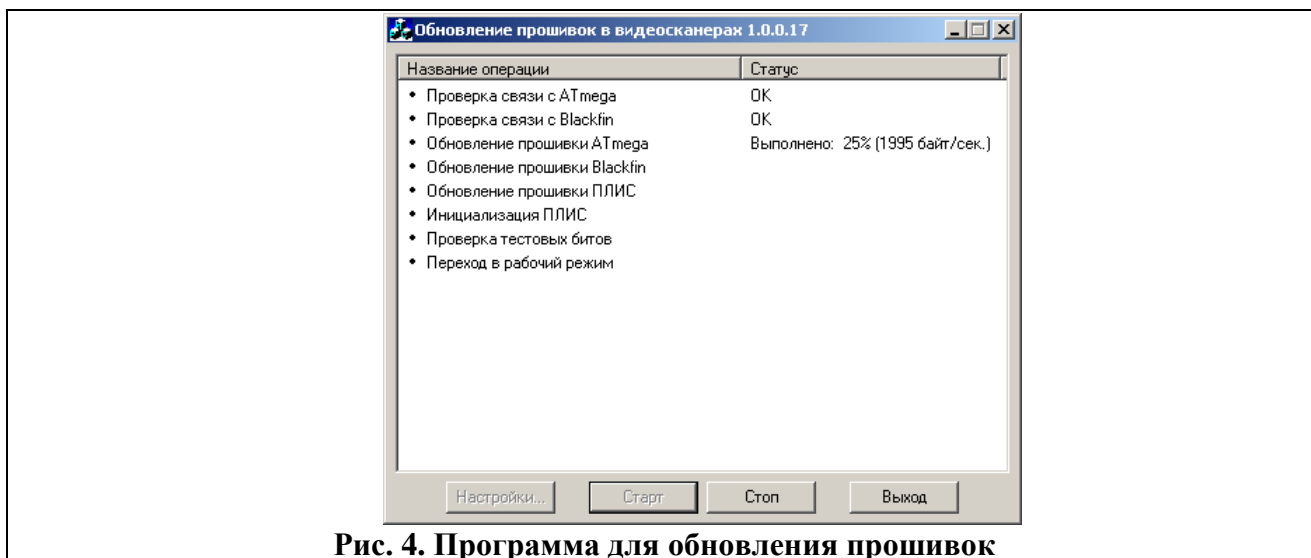 Обновление прошивок в видеосканерах 1.0.0.17
Название операции Статус
• Проверка связи с ATmega OK
• Проверка связи с Blackfin OK
• Обновление прошивки ATmega Выполнено: 25% (1995 байт/сек.)
• Обновление прошивки Blackfin
• Обновление прошивки ПЛИС
• Инициализация ПЛИС
• Проверка тестовых битов
• Переход в рабочий режим
Настройки... Старт Стоп Выход
Рис. 4. Программа для обновления прошивок